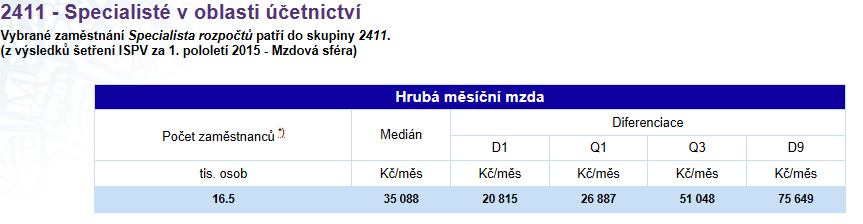 2411 - Specialisté v oblasti účetnictví
Vybrané zaměstnání Specialista rozpočtů patří do skupiny 2411.
(z výsledků šetření ISPV za 1. pololetí 2015 - Mzdová sféra)
Hrubá měsíční mzda
Počet zaměstnanců *)
Medián
Diferenciace
D1 Q1 Q3 D9
tis. osob Kč/měs Kč/měs Kč/měs Kč/měs Kč/měs
16.5 35 088 20 815 26 887 51 048 75 649